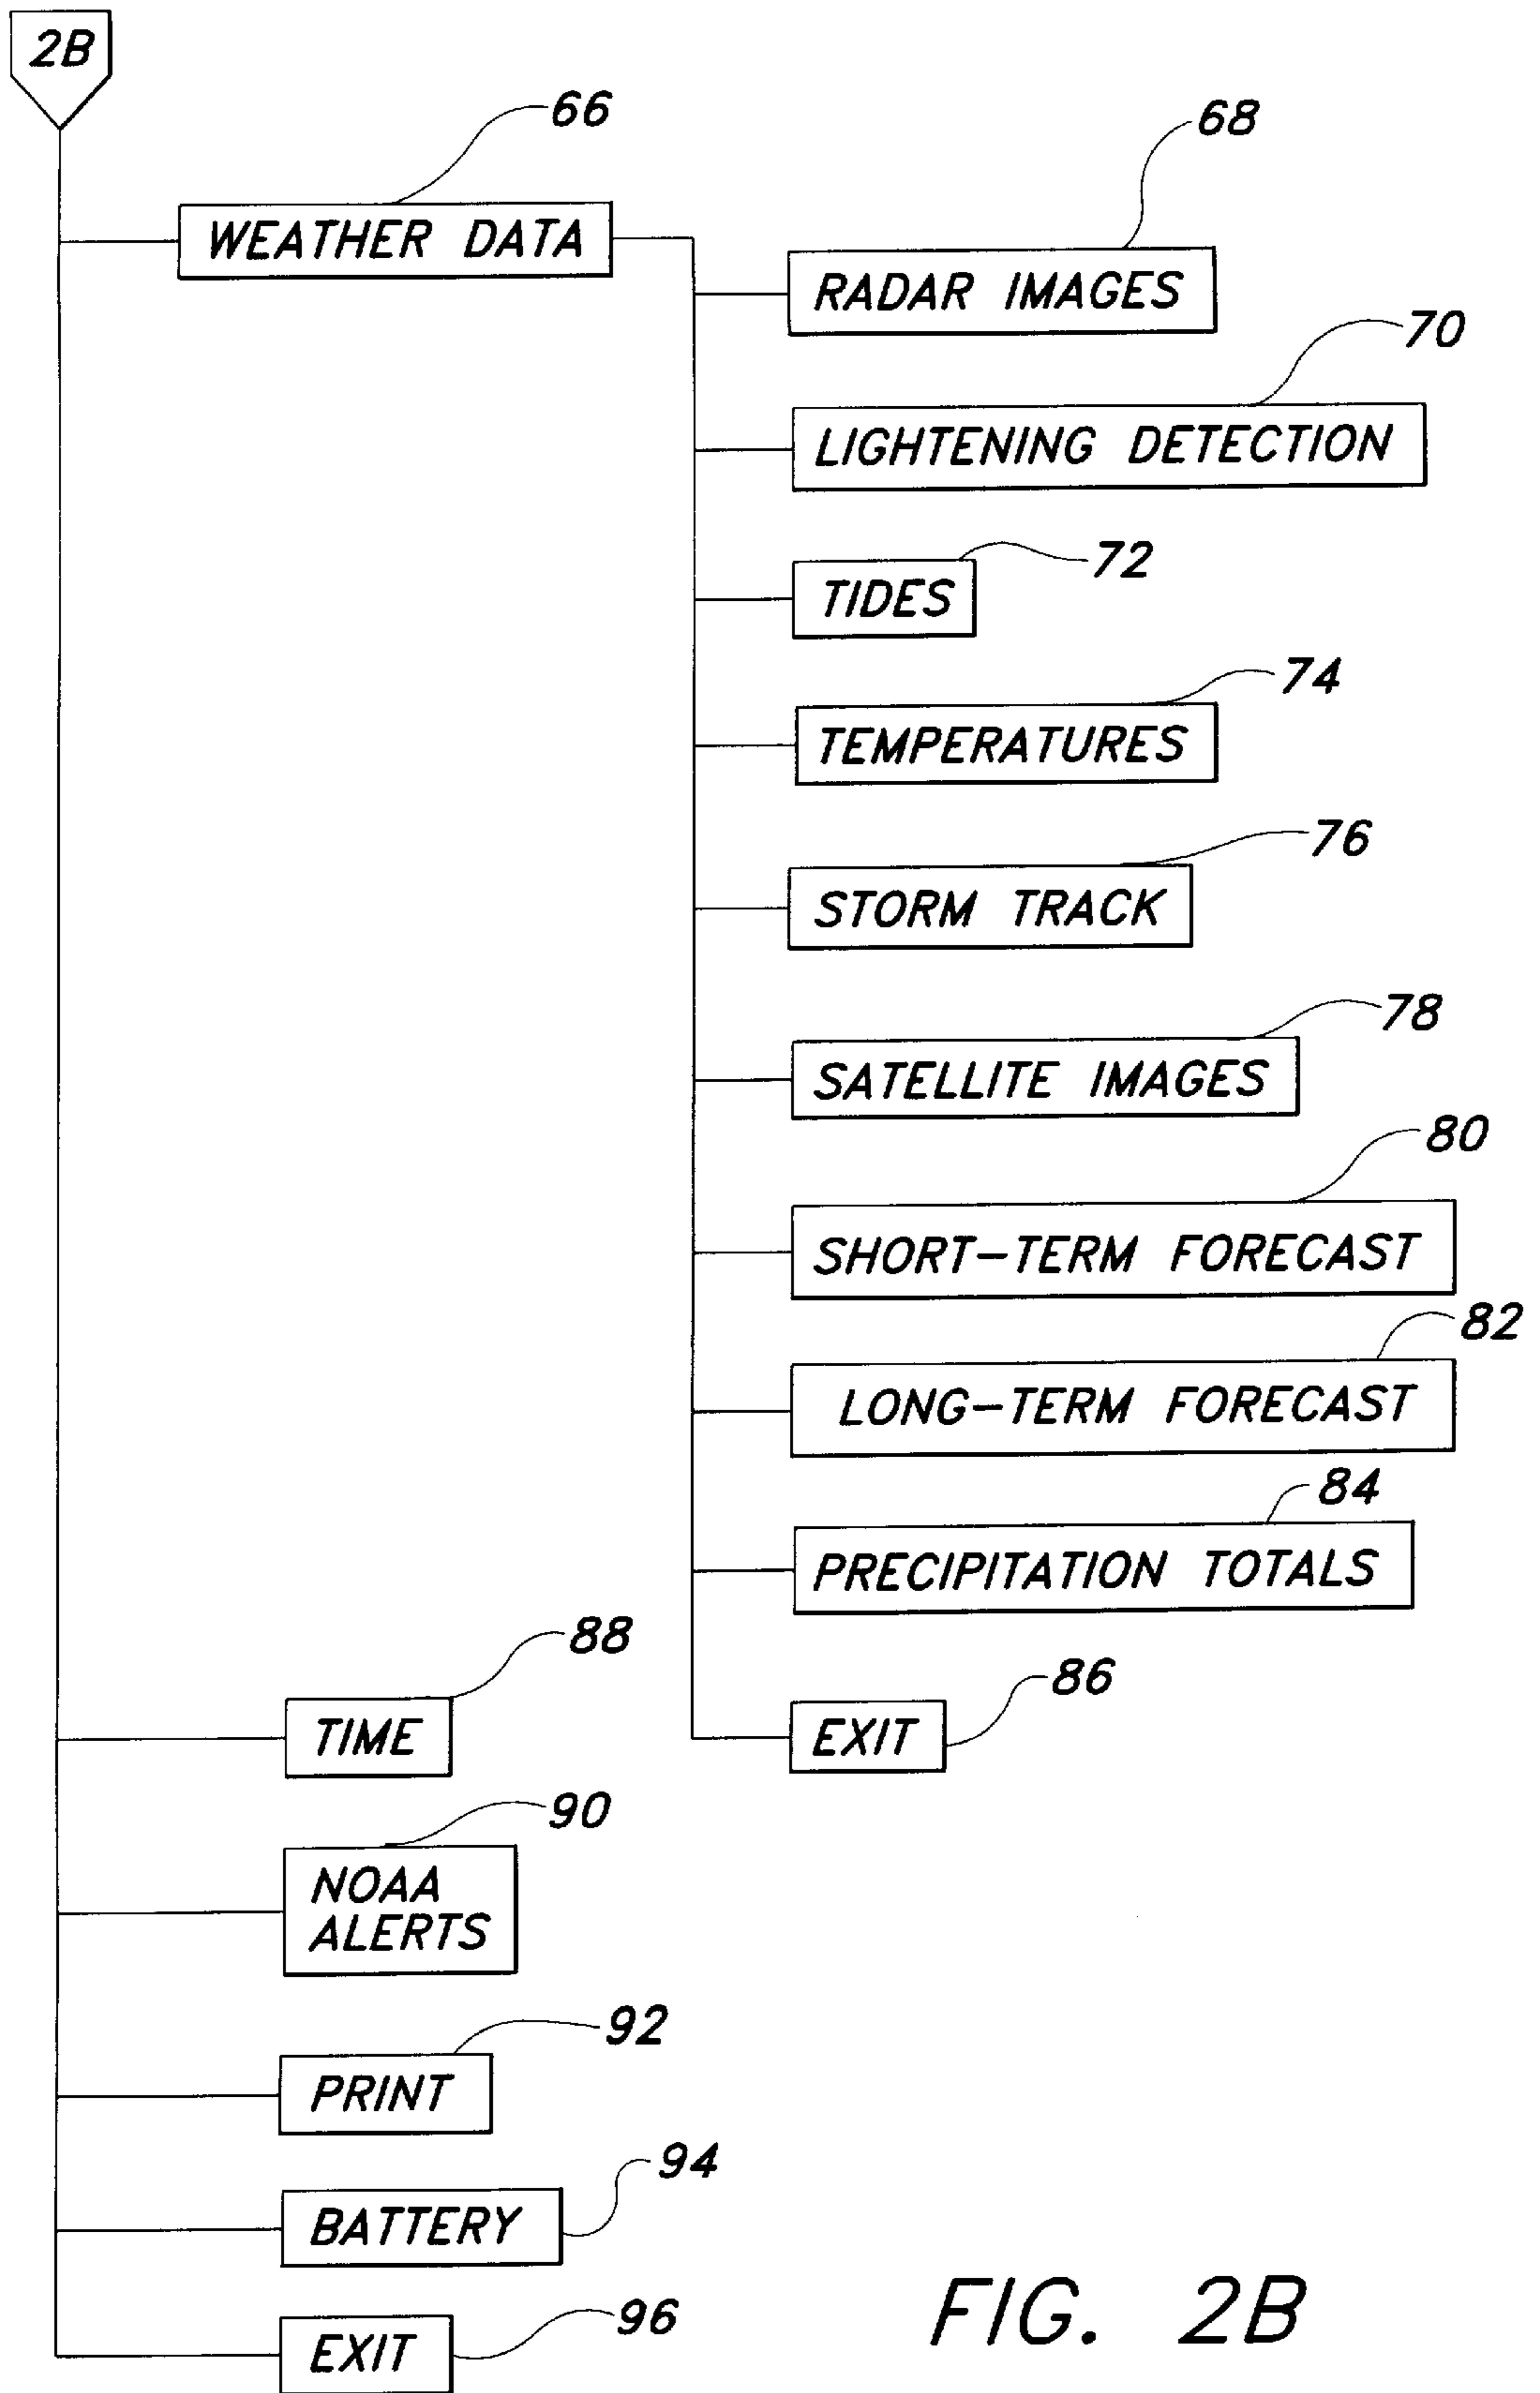 2B
66
WEATHER DATA
68
RADAR IMAGES
70
LIGHTENING DETECTION
72
TIDES
74
TEMPERATURES
76
STORM TRACK
78
SATELLITE IMAGES
80
SHORT-TERM FORECAST
82
LONG-TERM FORECAST
84
PRECIPITATION TOTALS
86
EXIT
88
TIME
90
NOAA
ALERTS
92
PRINT
94
BATTERY
96
EXIT
FIG. 2B